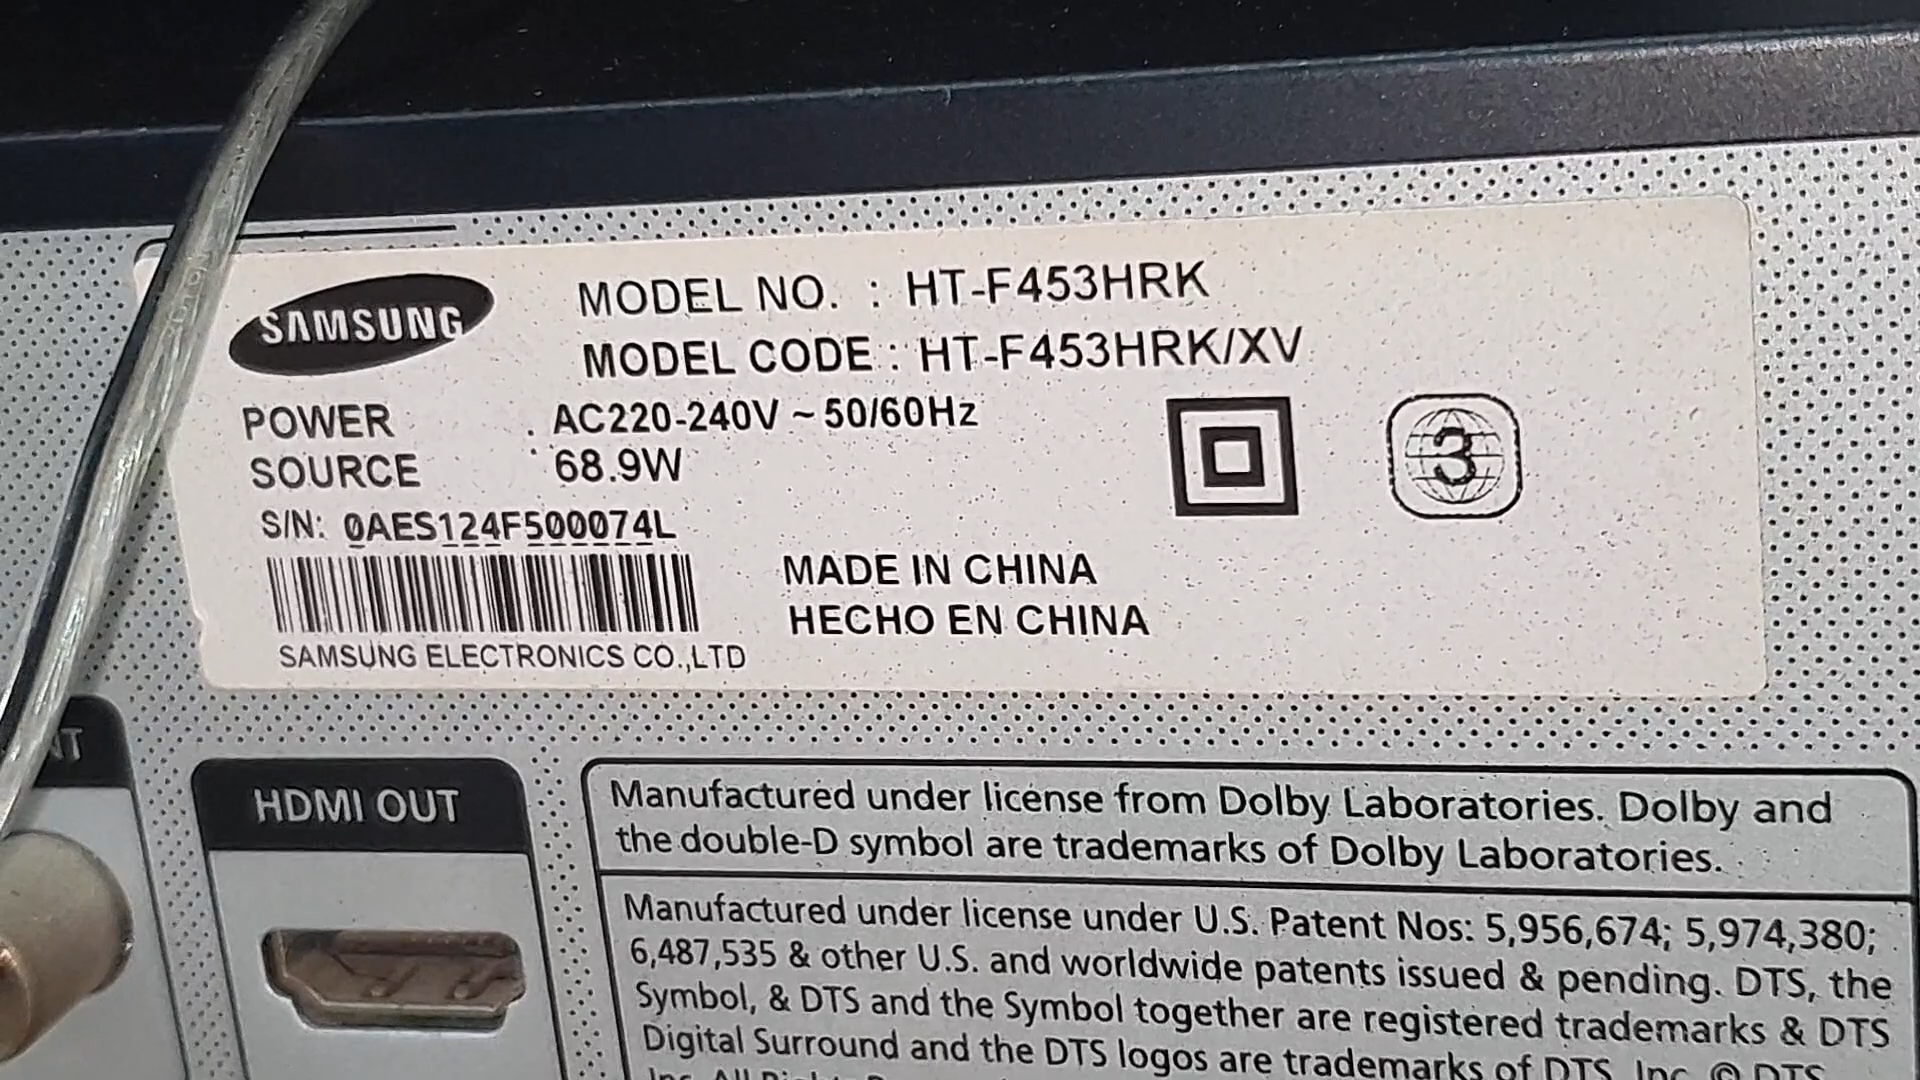 SAMSUNG
MODEL NO. : HT-F453HRK
MODEL CODE : HT-F453HRK/XV
POWER SOURCE : AC220-240V ~ 50/60Hz
68.9W
3
S/N: 0AES124F500074L
MADE IN CHINA
HECHO EN CHINA
SAMSUNG ELECTRONICS CO.,LTD
HDMI OUT
Manufactured under license from Dolby Laboratories. Dolby and
the double-D symbol are trademarks of Dolby Laboratories.
Manufactured under license under U.S. Patent Nos: 5,956,674; 5,974,380;
6,487,535 & other U.S. and worldwide patents issued & pending. DTS, the
Symbol, & DTS and the Symbol together are registered trademarks & DTS
Digital Surround and the DTS logos are trademarks of DTS, Inc. © DTS